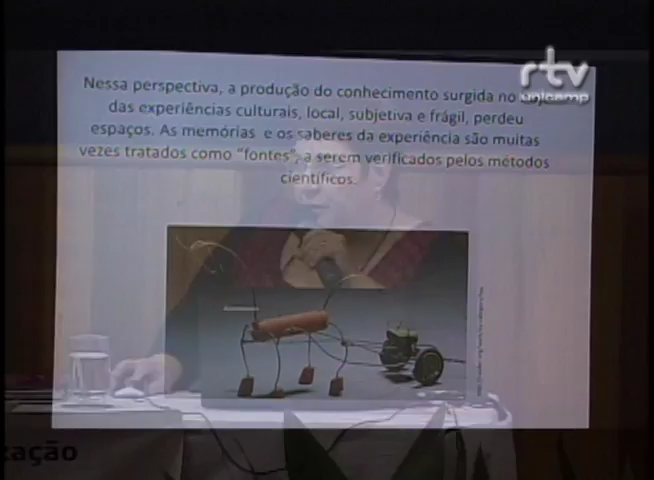 Nessa perspectiva, a produção do conhecimento surgida no
das experiências culturais, local, subjetiva e frágil, perdeu
espaços. As memórias e os saberes da experiência são muitas
vezes tratados como "fontes", a serem verificados pelos métodos
científicos.
rtv
unicamp